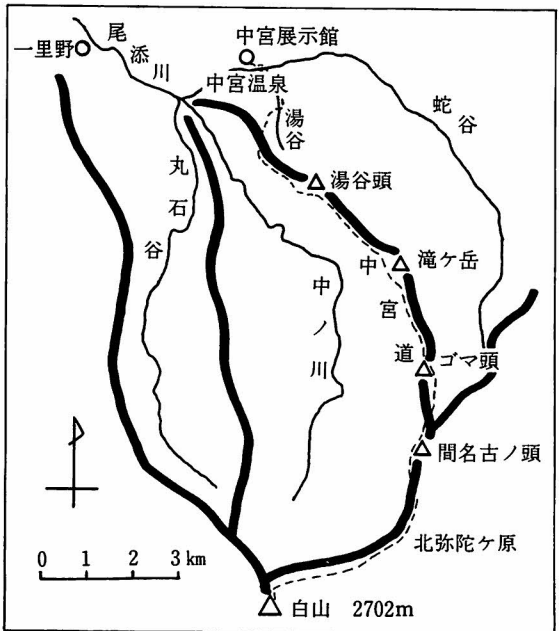 一里野
尾添川
中宮展示館
中宮温泉
湯谷
蛇谷
丸石谷
湯谷頭
中ノ川
中宮道
滝ケ岳
ゴマ頭
間名古ノ頭
北弥陀ケ原
0 1 2 3 km
白山 2702m